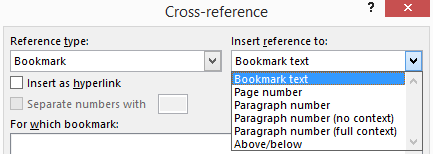 Cross-reference ?
Reference type: Insert reference to:
Bookmark Bookmark text
Insert as hyperlink Bookmark text
Page number
Separate numbers with Paragraph number
Paragraph number (no context)
For which bookmark: Paragraph number (full context)
Above/below